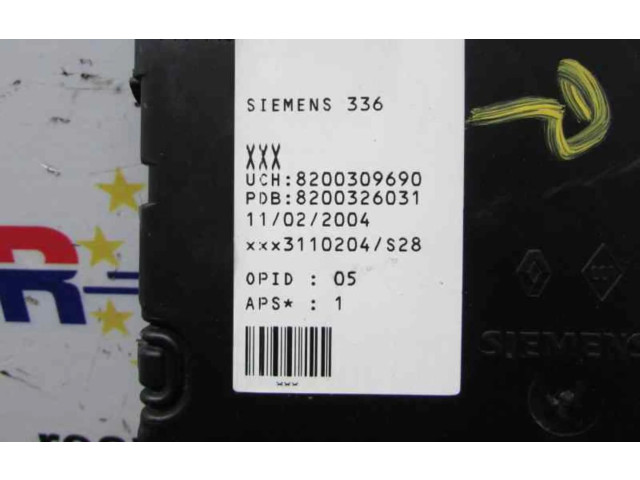 SIEMENS 336
XXX
UCH:8200309690
PDB:8200326031
11/02/2004
xxx3110204/S28
OPID : 05
APS* : 1
xxx
SIEMENS
R